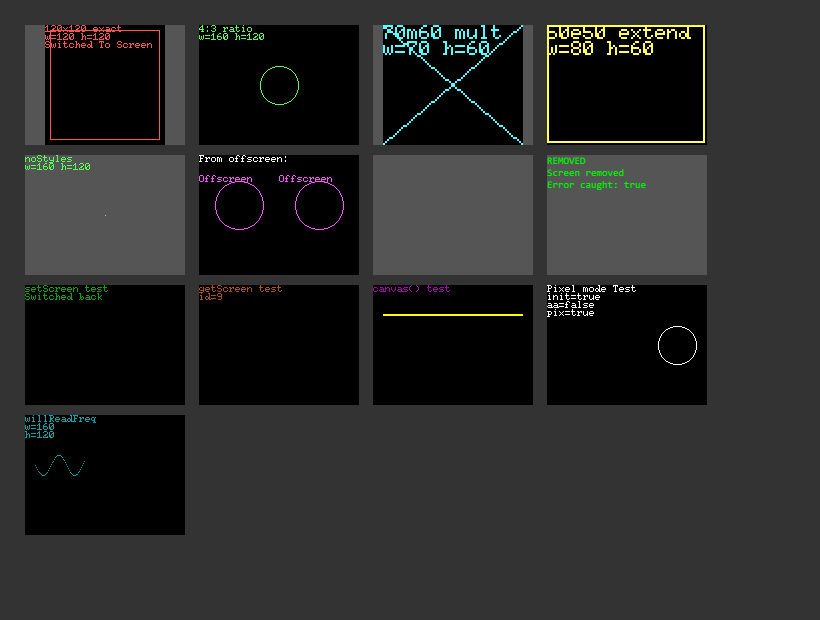 120x120 exact
w=120 h=120
Switched To Screen
4:3 ratio
w=160 h=120
70m60 mult
w=70 h=60
60e50 extend
w=80 h=60
noStyles
w=160 h=120
From offscreen:
Offscreen Offscreen
REMOVED
Screen removed
Error caught: true
setScreen test
Switched back
getScreen test
id=9
canvas() test
Pixel mode Test
init=true
aa=false
pix=true
willReadFreq
w=160
h=120